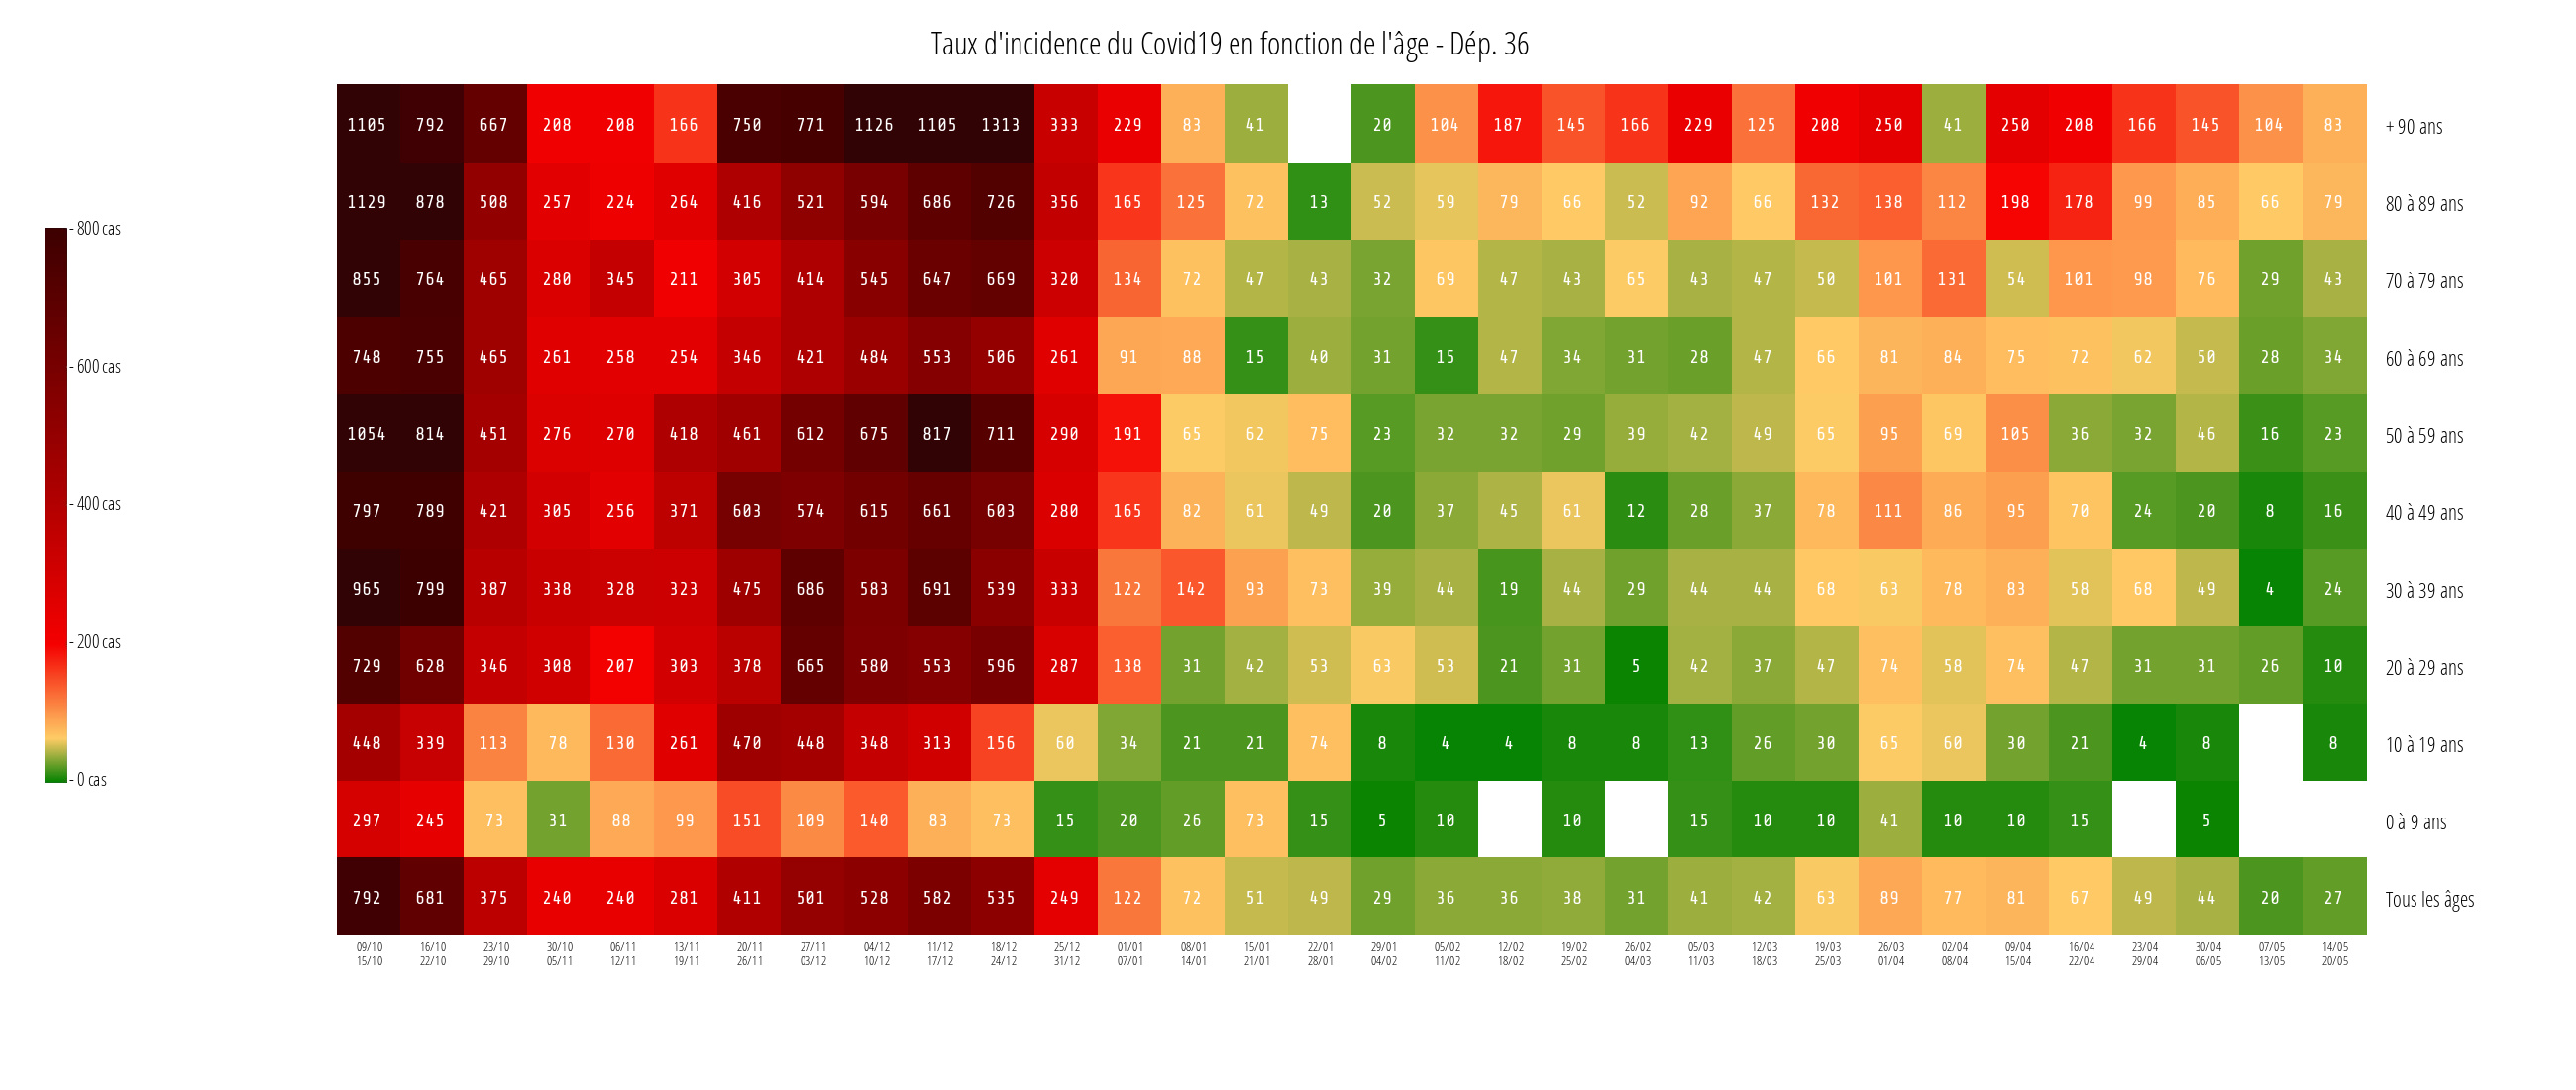 Taux d'incidence du Covid19 en fonction de l'âge - Dép. 36
- 800 cas
- 600 cas
- 400 cas
- 200 cas
- 0 cas
1105 792 667 208 208 166 750 771 1126 1105 1313 333 229 83 41 20 104 187 145 166 229 125 208 250 41 250 208 166 145 104 83 + 90 ans
1129 878 508 257 224 264 416 521 594 686 726 356 165 125 72 13 52 59 79 66 52 92 66 132 138 112 198 178 99 85 66 79 80 à 89 ans
855 764 465 280 345 211 305 414 545 647 669 320 134 72 47 43 32 69 47 43 65 43 47 50 101 131 54 101 98 76 29 43 70 à 79 ans
748 755 465 261 258 254 346 421 484 553 506 261 91 88 15 40 31 15 47 34 31 28 47 66 81 84 75 72 62 50 28 34 60 à 69 ans
1054 814 451 276 270 418 461 612 675 817 711 290 191 65 62 75 23 32 32 29 39 42 49 65 95 69 105 36 32 46 16 23 50 à 59 ans
797 789 421 305 256 371 603 574 615 661 603 280 165 82 61 49 20 37 45 61 12 28 37 78 111 86 95 70 24 20 8 16 40 à 49 ans
965 799 387 338 328 323 475 686 583 691 539 333 122 142 93 73 39 44 19 44 29 44 44 68 63 78 83 58 68 49 4 24 30 à 39 ans
729 628 346 308 207 303 378 665 580 553 596 287 138 31 42 53 63 53 21 31 5 42 37 47 74 58 74 47 31 31 26 10 20 à 29 ans
448 339 113 78 130 261 470 448 348 313 156 60 34 21 21 74 8 4 4 8 8 13 26 30 65 60 30 21 4 8 8 10 à 19 ans
297 245 73 31 88 99 151 109 140 83 73 15 20 26 73 15 5 10 10 15 10 10 41 10 10 15 5 0 à 9 ans
792 681 375 240 240 281 411 501 528 582 535 249 122 72 51 49 29 36 36 38 31 41 42 63 89 77 81 67 49 44 20 27 Tous les âges
09/10 16/10 23/10 30/10 06/11 13/11 20/11 27/11 04/12 11/12 18/12 25/12 01/01 08/01 15/01 22/01 29/01 05/02 12/02 19/02 26/02 05/03 12/03 19/03 26/03 02/04 09/04 16/04 23/04 30/04 07/05 14/05
15/10 22/10 29/10 05/11 12/11 19/11 26/11 03/12 10/12 17/12 24/12 31/12 07/01 14/01 21/01 28/01 04/02 11/02 18/02 25/02 04/03 11/03 18/03 25/03 01/04 08/04 15/04 22/04 29/04 06/05 13/05 20/05